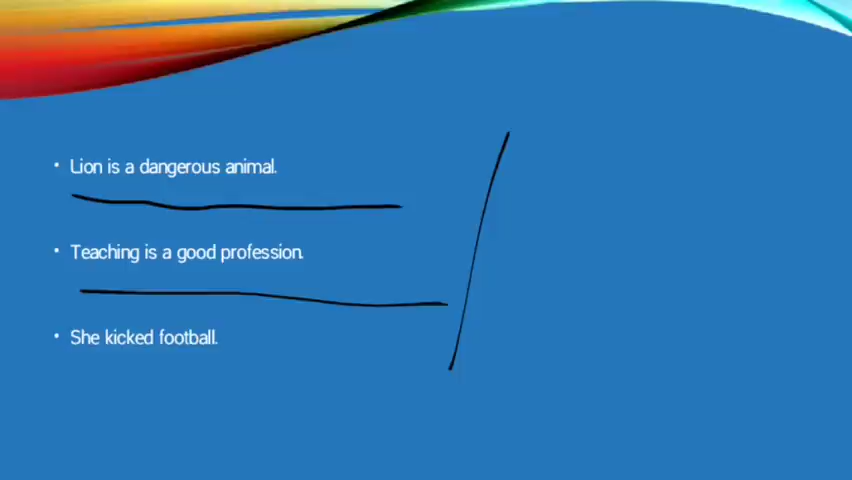 • Lion is a dangerous animal.
• Teaching is a good profession.
• She kicked football.